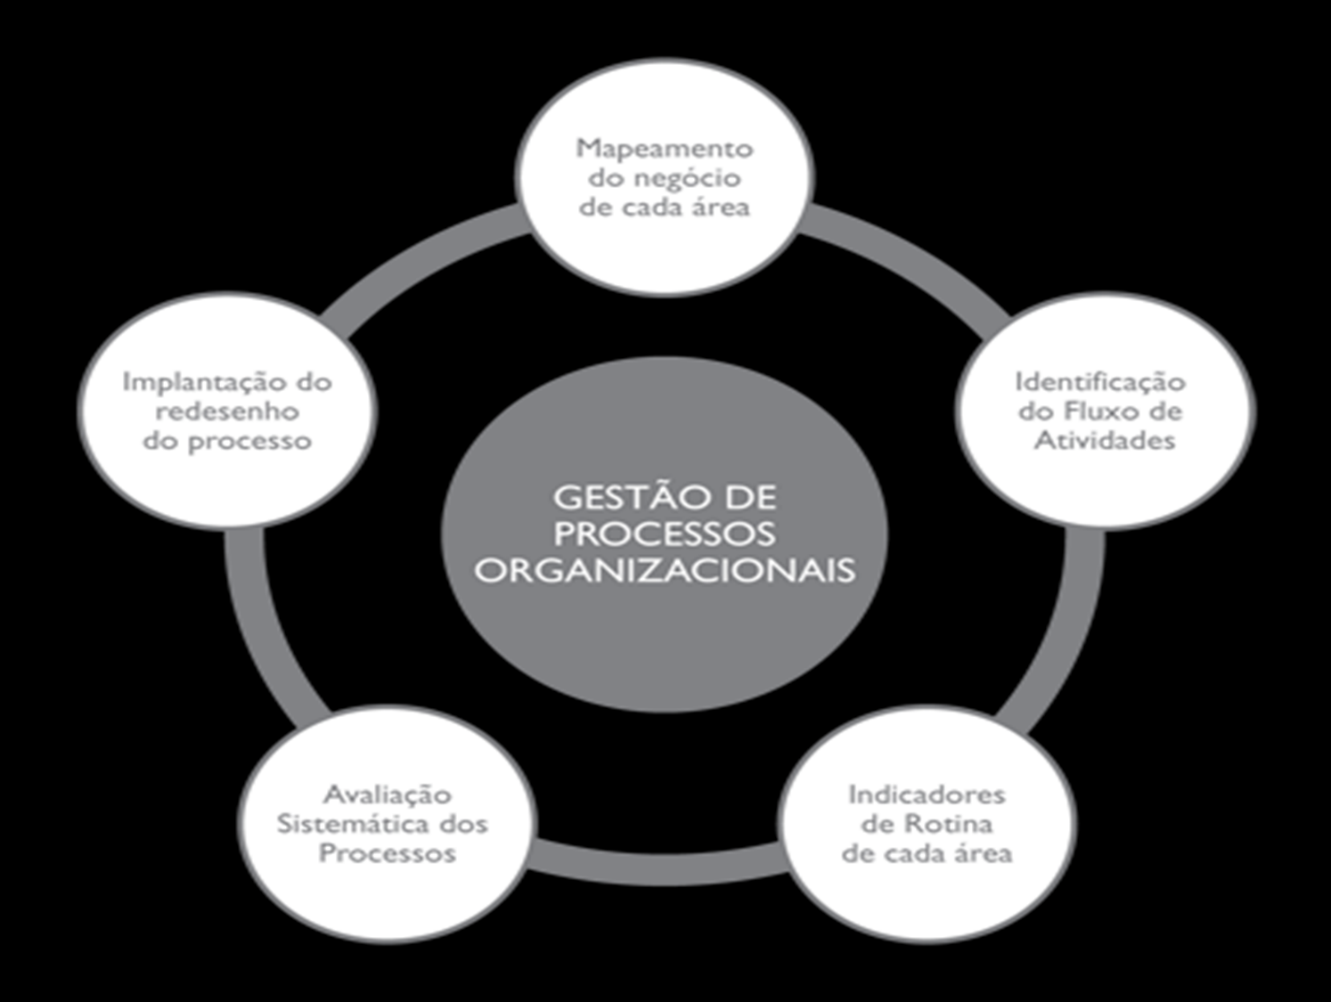 Mapeamento
do negócio
de cada área
Identificação
do Fluxo de
Atividades
Indicadores
de Rotina
de cada área
Avaliação
Sistemática dos
Processos
Implantação do
redesenho
do processo
GESTÃO DE
PROCESSOS
ORGANIZACIONAIS